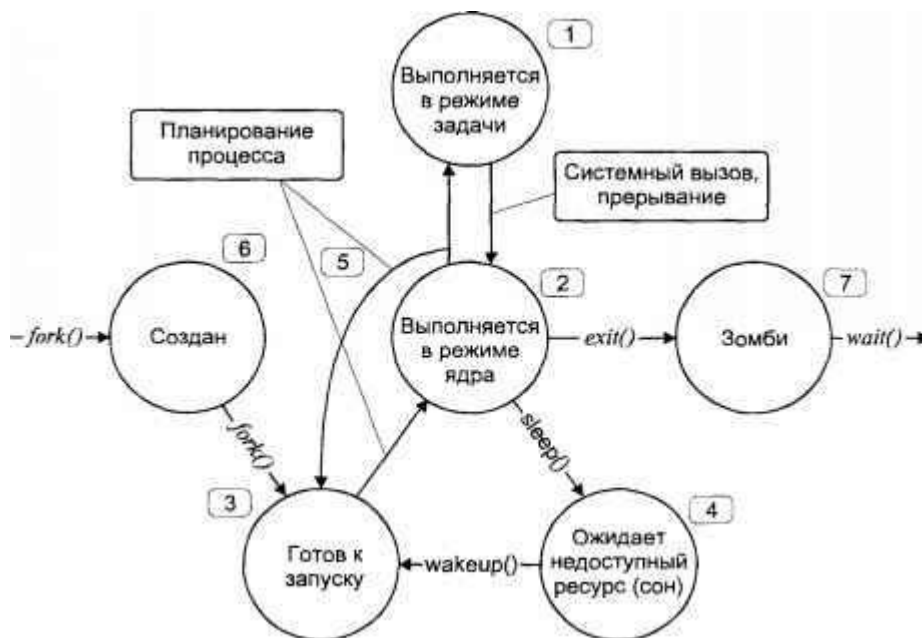 1
Выполняется
в режиме
задачи
Планирование
процесса
Системный вызов,
прерывание
6
5
2
7
fork()
Создан
Выполняется
в режиме
ядра
exit()
Зомби
wait()
fork()
sleep()
3
4
Готов к
запуску
wakeup()
Ожидает
недоступный
ресурс (сон)